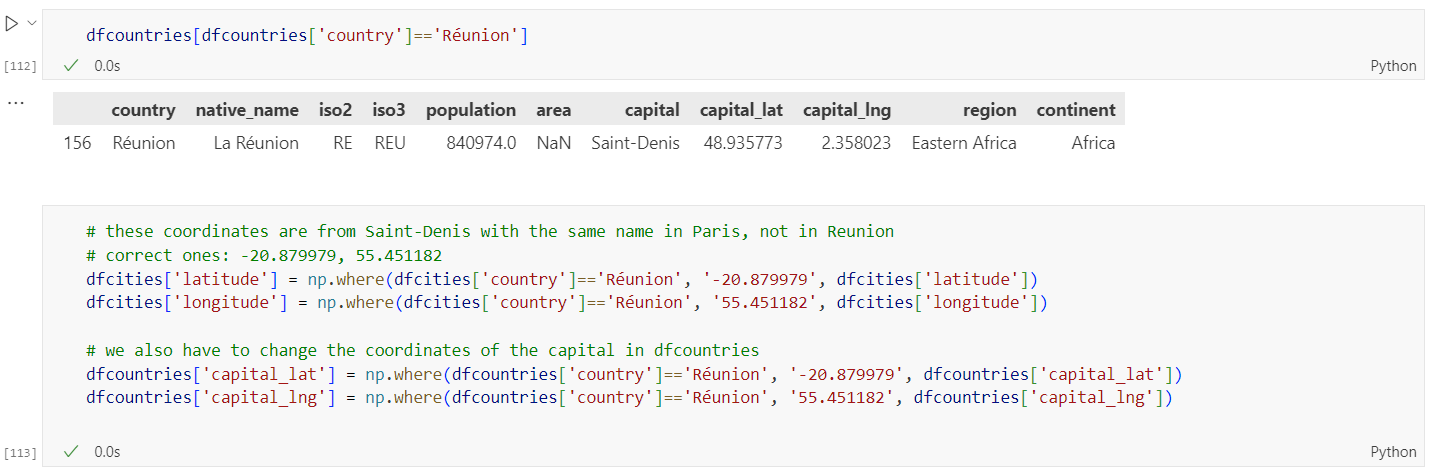 dfcountries[dfcountries['country']=='Réunion']
[112] 0.0s Python
...
country native_name iso2 iso3 population area capital capital_lat capital_lng region continent
156 Réunion La Réunion RE REU 840974.0 NaN Saint-Denis 48.935773 2.358023 Eastern Africa Africa
# these coordinates are from Saint-Denis with the same name in Paris, not in Reunion
# correct ones: -20.879979, 55.451182
dfcities['latitude'] = np.where(dfcities['country']=='Réunion', '-20.879979', dfcities['latitude'])
dfcities['longitude'] = np.where(dfcities['country']=='Réunion', '55.451182', dfcities['longitude'])
# we also have to change the coordinates of the capital in dfcountries
dfcountries['capital_lat'] = np.where(dfcountries['country']=='Réunion', '-20.879979', dfcountries['capital_lat'])
dfcountries['capital_lng'] = np.where(dfcountries['country']=='Réunion', '55.451182', dfcountries['capital_lng'])
[113] 0.0s Python